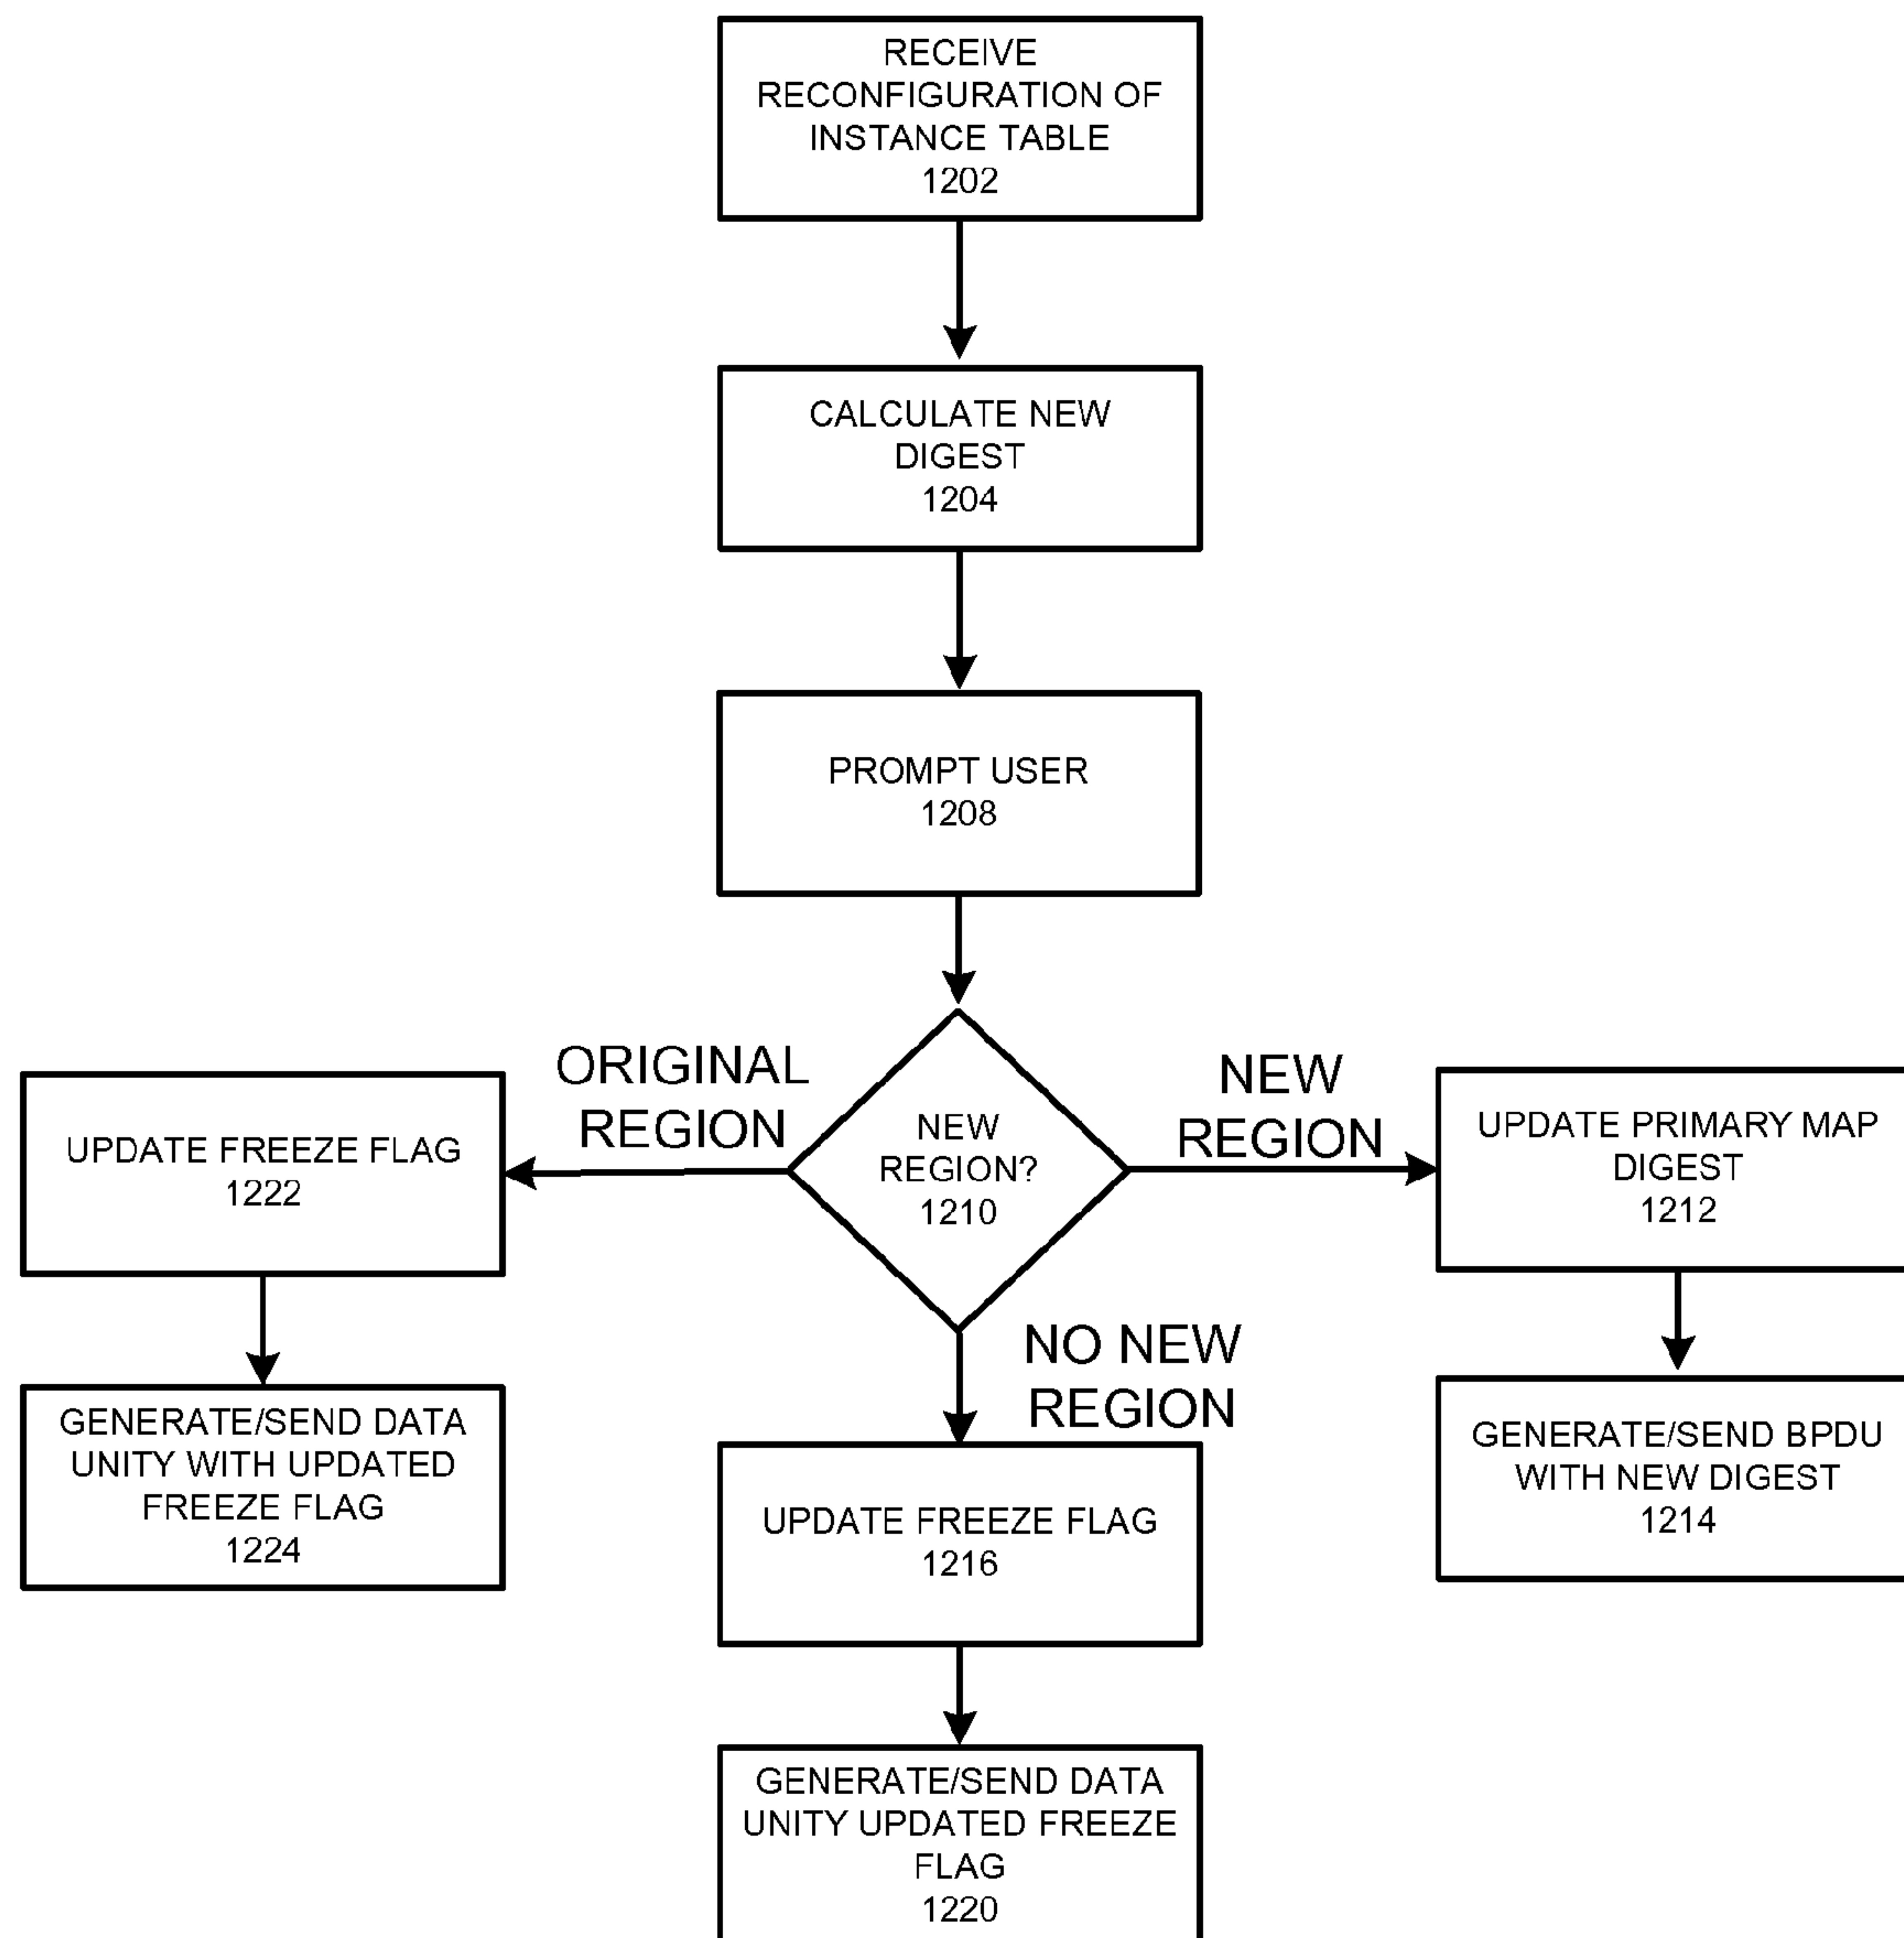 RECEIVE
RECONFIGURATION OF
INSTANCE TABLE
1202
CALCULATE NEW
DIGEST
1204
PROMPT USER
1208
NEW
REGION?
1210
ORIGINAL
REGION
UPDATE FREEZE FLAG
1222
GENERATE/SEND DATA
UNITY WITH UPDATED
FREEZE FLAG
1224
NO NEW
REGION
UPDATE FREEZE FLAG
1216
GENERATE/SEND DATA
UNITY UPDATED FREEZE
FLAG
1220
NEW
REGION
UPDATE PRIMARY MAP
DIGEST
1212
GENERATE/SEND BPDU
WITH NEW DIGEST
1214